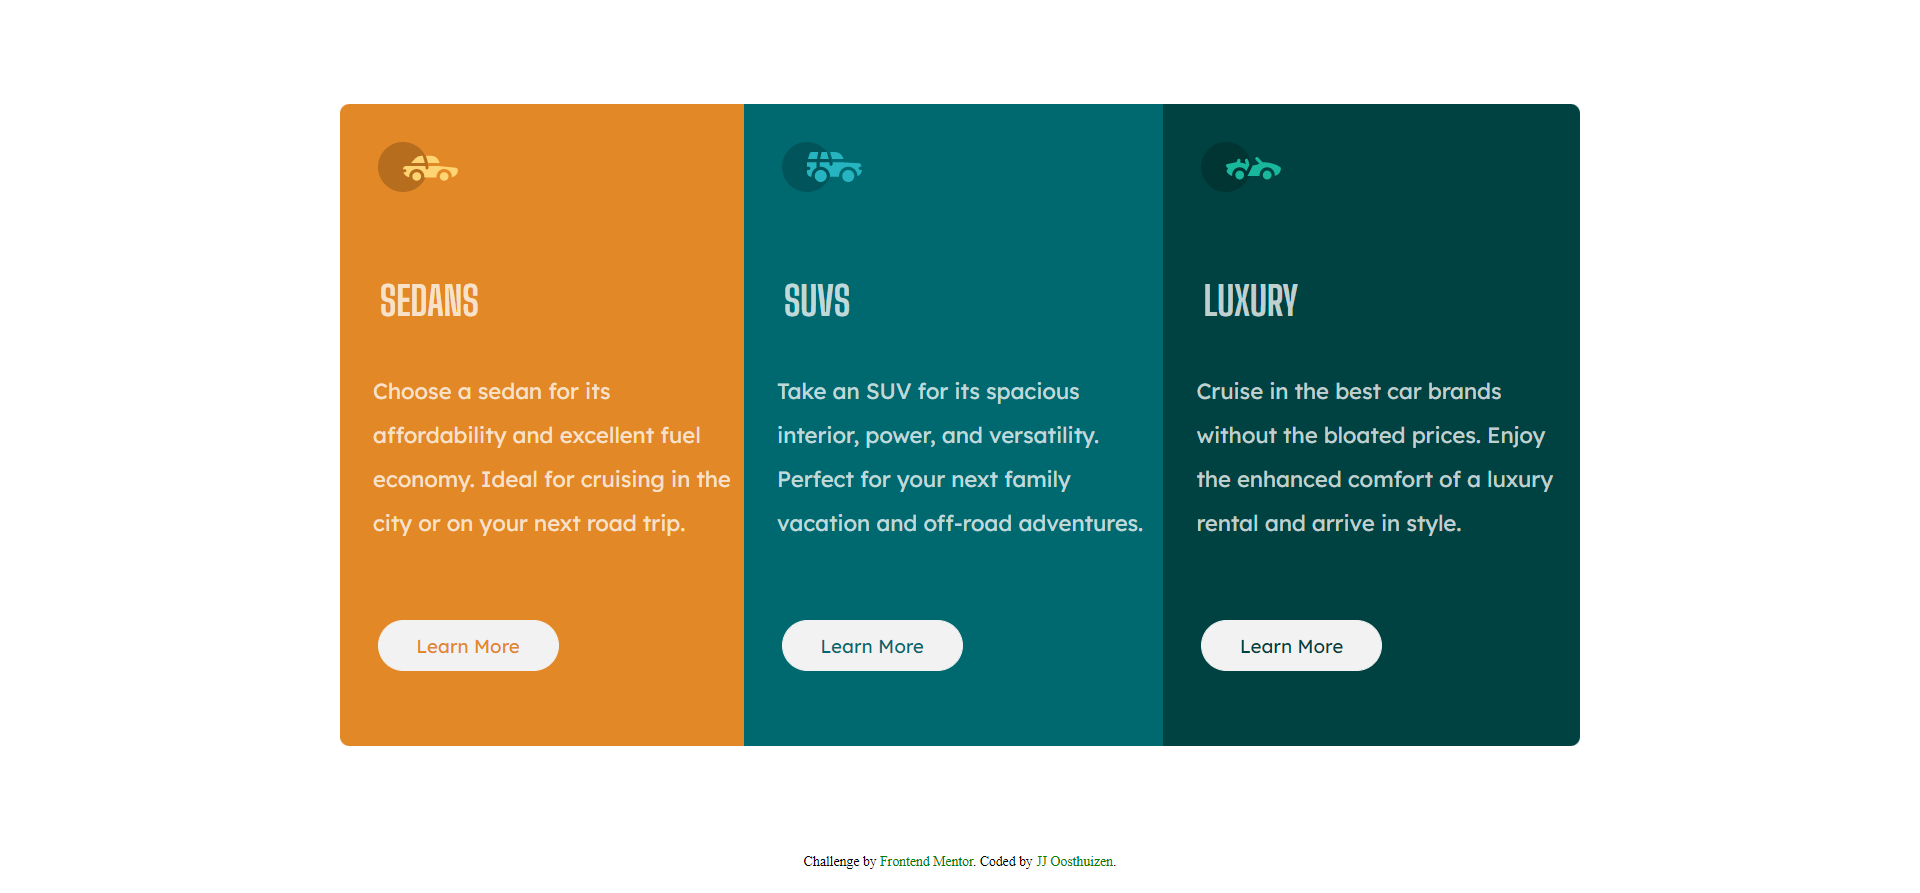 SEDANS
Choose a sedan for its
affordability and excellent fuel
economy. Ideal for cruising in the
city or on your next road trip.
Learn More
SUVS
Take an SUV for its spacious
interior, power, and versatility.
Perfect for your next family
vacation and off-road adventures.
Learn More
LUXURY
Cruise in the best car brands
without the bloated prices. Enjoy
the enhanced comfort of a luxury
rental and arrive in style.
Learn More
Challenge by Frontend Mentor. Coded by JJ Oosthuizen.